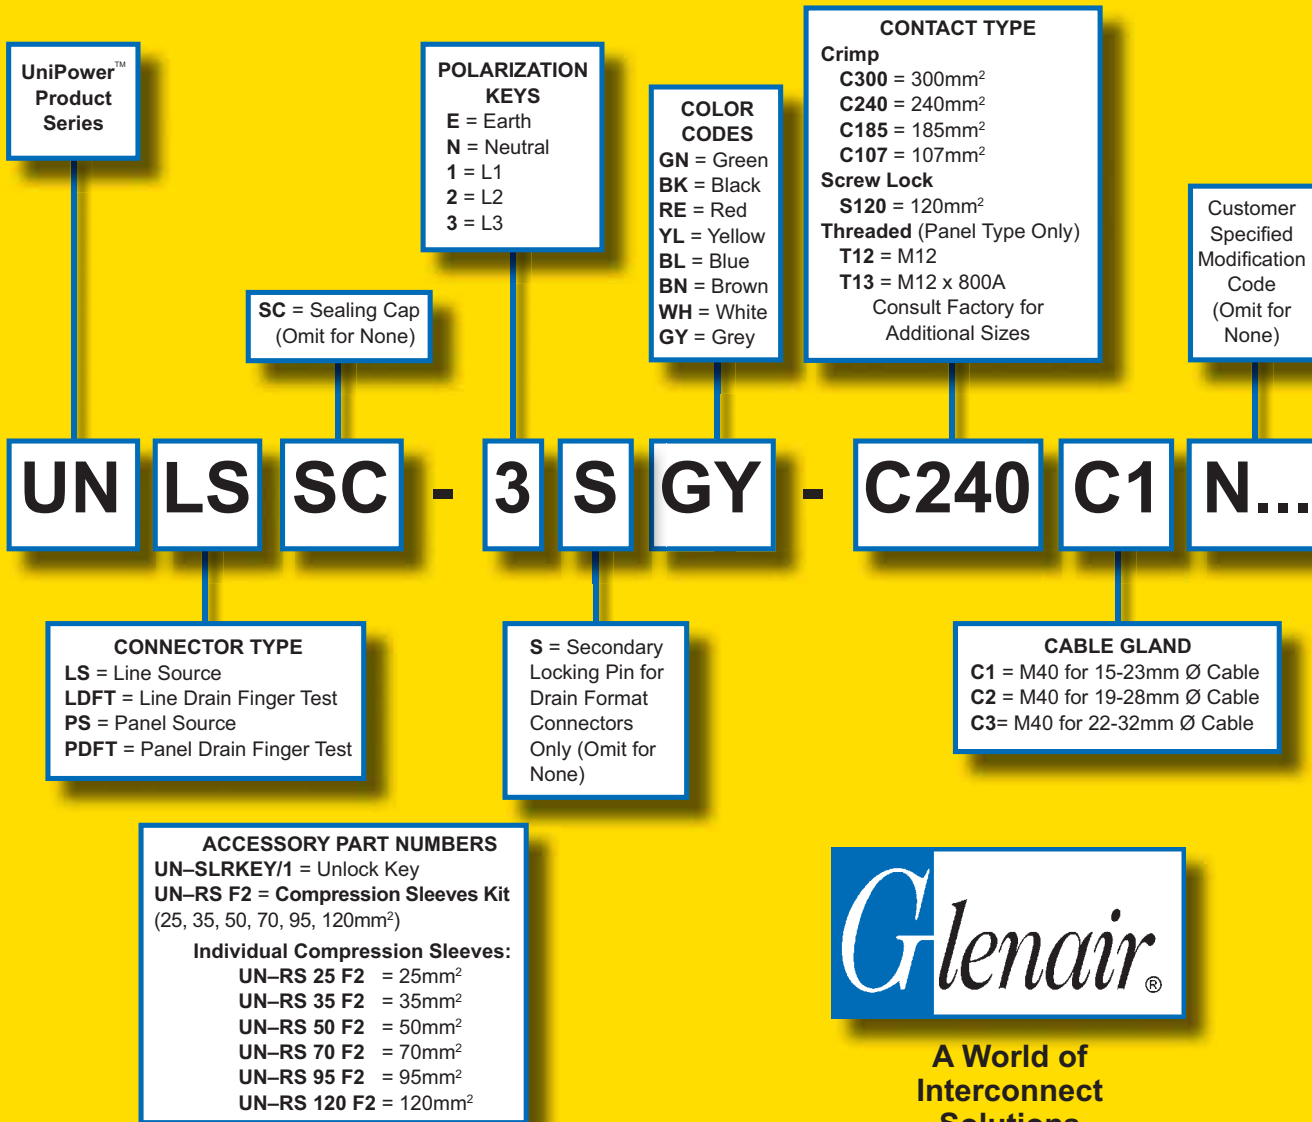 UniPower™
Product
Series
SC = Sealing Cap
(Omit for None)
POLARIZATION
KEYS
E = Earth
N = Neutral
1 = L1
2 = L2
3 = L3
COLOR
CODES
GN = Green
BK = Black
RE = Red
YL = Yellow
BL = Blue
BN = Brown
WH = White
GY = Grey
CONTACT TYPE
Crimp
C300 = 300mm²
C240 = 240mm²
C185 = 185mm²
C107 = 107mm²
Screw Lock
S120 = 120mm²
Threaded (Panel Type Only)
T12 = M12
T13 = M12 x 800A
Consult Factory for
Additional Sizes
Customer
Specified
Modification
Code
(Omit for
None)
UN LS SC - 3 S GY - C240 C1 N...
CONNECTOR TYPE
LS = Line Source
LDFT = Line Drain Finger Test
PS = Panel Source
PDFT = Panel Drain Finger Test
S = Secondary
Locking Pin for
Drain Format
Connectors
Only (Omit for
None)
CABLE GLAND
C1 = M40 for 15-23mm Ø Cable
C2 = M40 for 19-28mm Ø Cable
C3= M40 for 22-32mm Ø Cable
ACCESSORY PART NUMBERS
UN–SLRKEY/1 = Unlock Key
UN–RS F2 = Compression Sleeves Kit
(25, 35, 50, 70, 95, 120mm²)
Individual Compression Sleeves:
UN–RS 25 F2 = 25mm²
UN–RS 35 F2 = 35mm²
UN–RS 50 F2 = 50mm²
UN–RS 70 F2 = 70mm²
UN–RS 95 F2 = 95mm²
UN–RS 120 F2 = 120mm²
Glenair®
A World of
Interconnect
Solutions